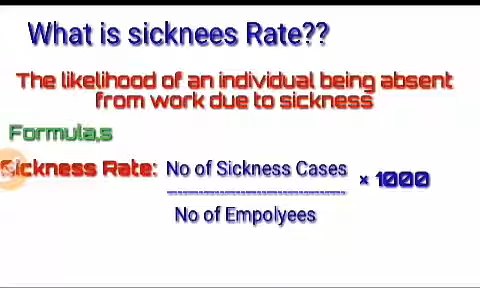 What is sicknees Rate??
The likelihood of an individual being absent
from work due to sickness
Formula,s
Sickness Rate: No of Sickness Cases
× 1000
No of Empolyees